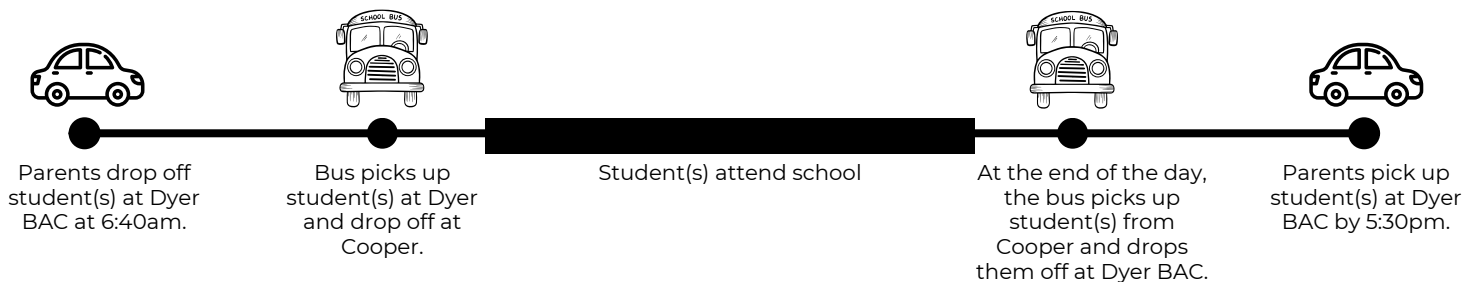 SCHOOL BUS
SCHOOL BUS
Parents drop off
student(s) at Dyer
BAC at 6:40am.
Bus picks up
student(s) at Dyer
and drop off at
Cooper.
Student(s) attend school
At the end of the day,
the bus picks up
student(s) from
Cooper and drops
them off at Dyer BAC.
Parents pick up
student(s) at Dyer
BAC by 5:30pm.